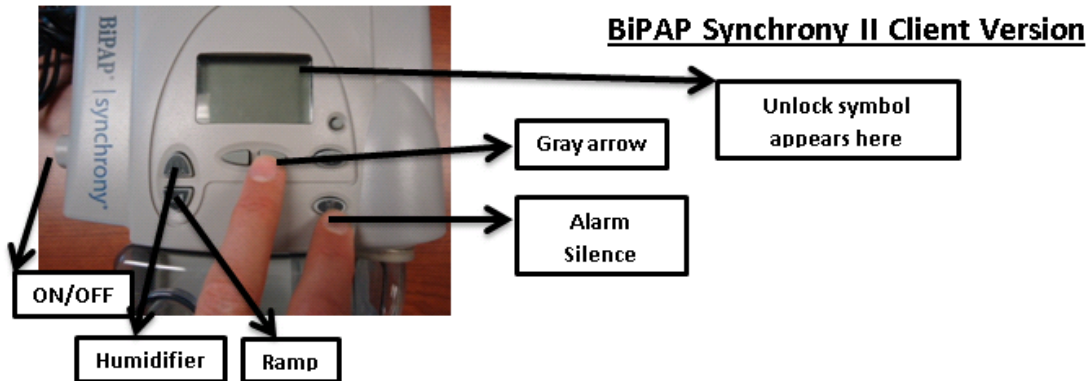 BiPAP Synchrony II Client Version
BiPAP® | synchrony®
Unlock symbol
appears here
Gray arrow
Alarm
Silence
ON/OFF
Humidifier
Ramp